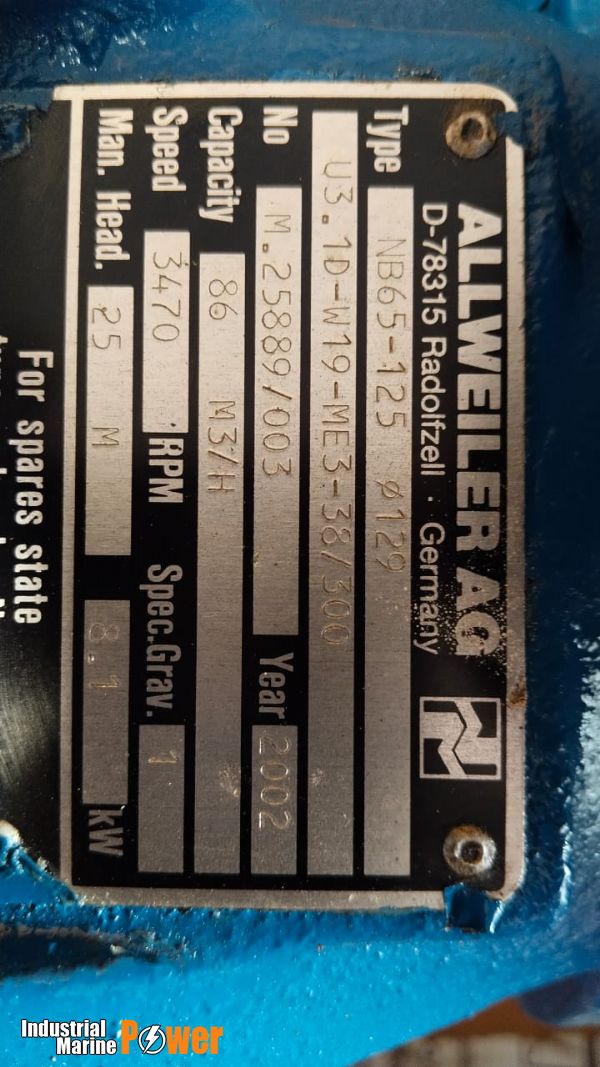 ALLWEILER AG
D-78315 Radolfzell · Germany
Type NB65-125 ø129
U3.1D-W19-ME3-38/300
No M.25889/003 Year 2002
Capacity 86 M3/H
Speed 3470 RPM Spec.Grav. 1
Man. Head. 25 M 8.1 kW
For spares state
Industrial
Marine Power